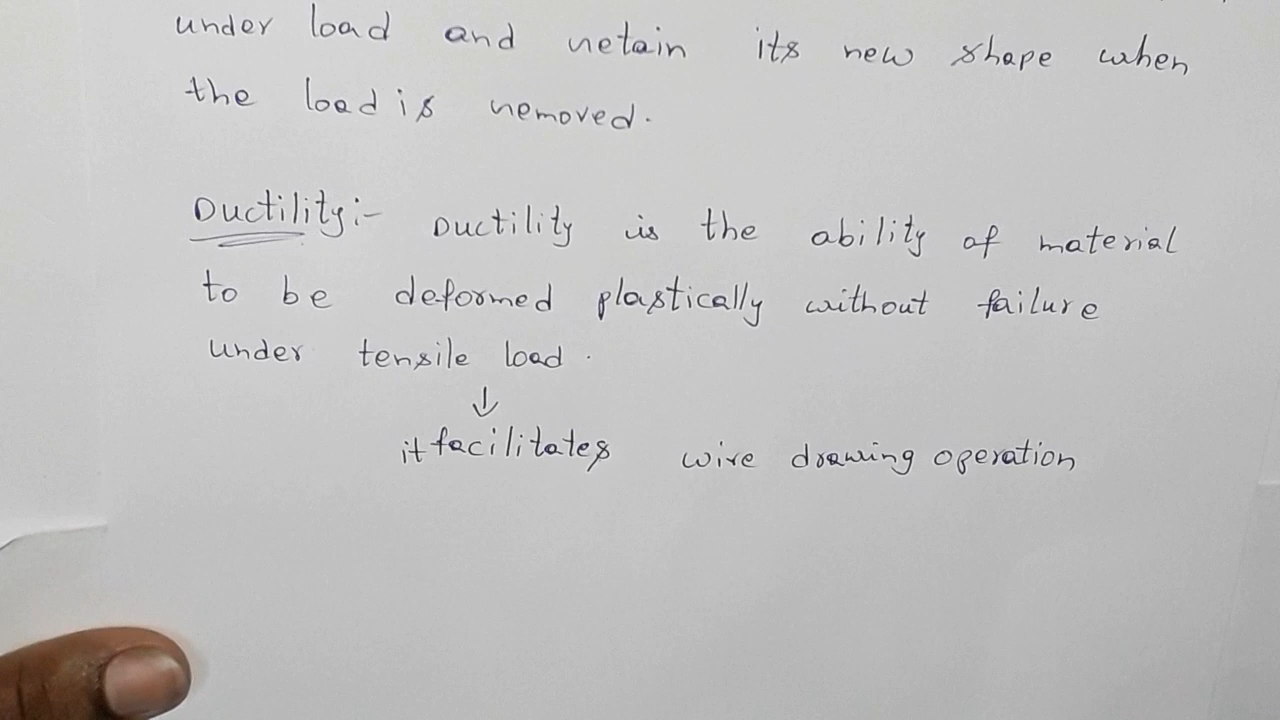 under load and retain its new shape when
the load is removed.
Ductility:- Ductility is the ability of material
to be deformed plastically without failure
under tensile load.
↓
it facilitates wire drawing operation